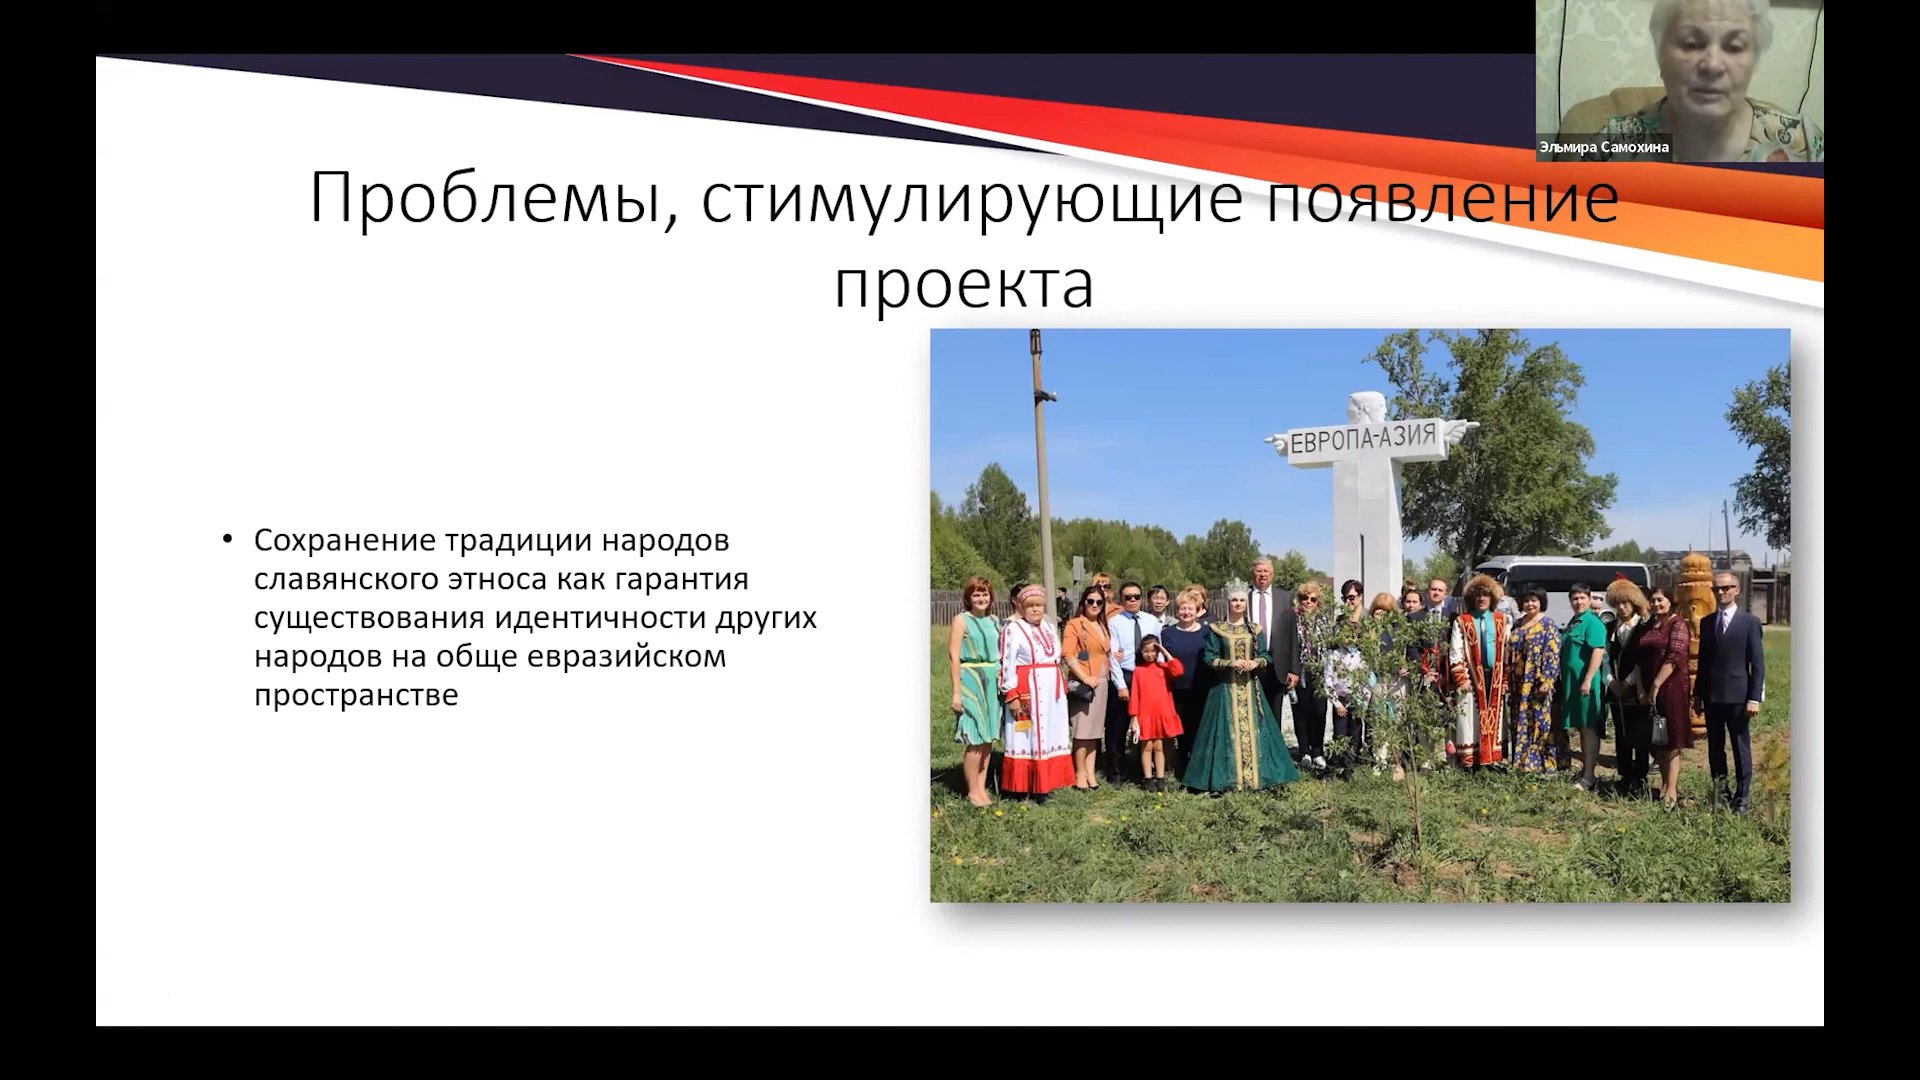 Эльмира Самохина
Проблемы, стимулирующие появление
проекта
• Сохранение традиции народов
славянского этноса как гарантия
существования идентичности других
народов на обще евразийском
пространстве
ЕВРОПА-АЗИЯ